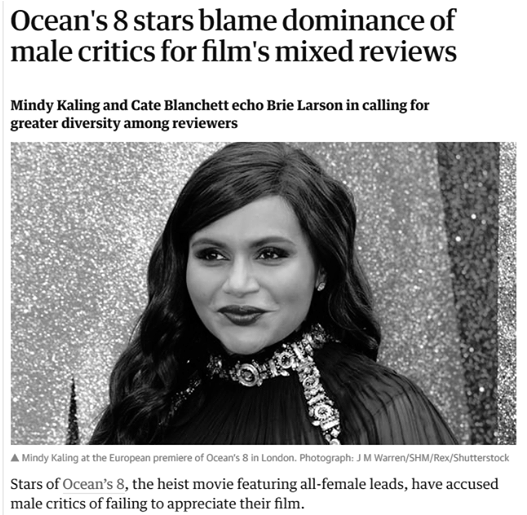 Ocean's 8 stars blame dominance of
male critics for film's mixed reviews
Mindy Kaling and Cate Blanchett echo Brie Larson in calling for
greater diversity among reviewers
▲ Mindy Kaling at the European premiere of Ocean's 8 in London. Photograph: J M Warren/SHM/Rex/Shutterstock
Stars of Ocean's 8, the heist movie featuring all-female leads, have accused
male critics of failing to appreciate their film.